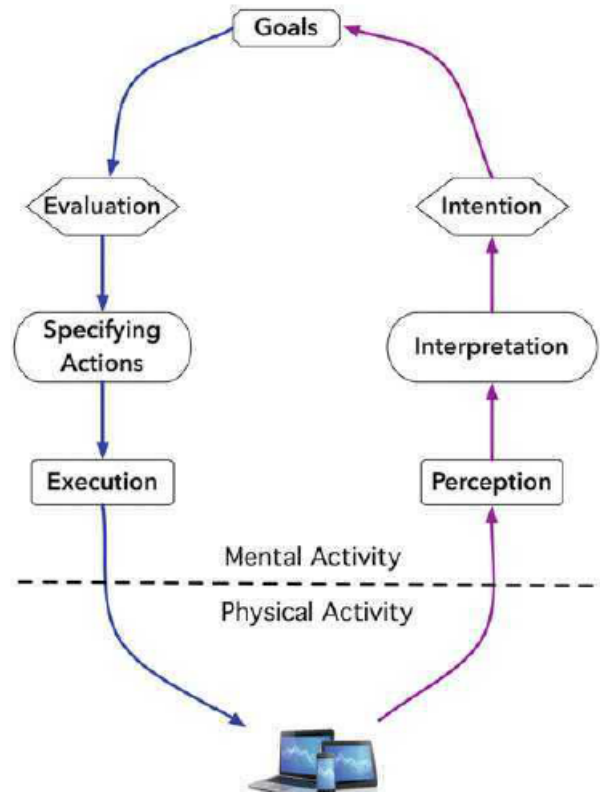 Goals
Evaluation
Intention
Specifying
Actions
Interpretation
Execution
Perception
Mental Activity
Physical Activity